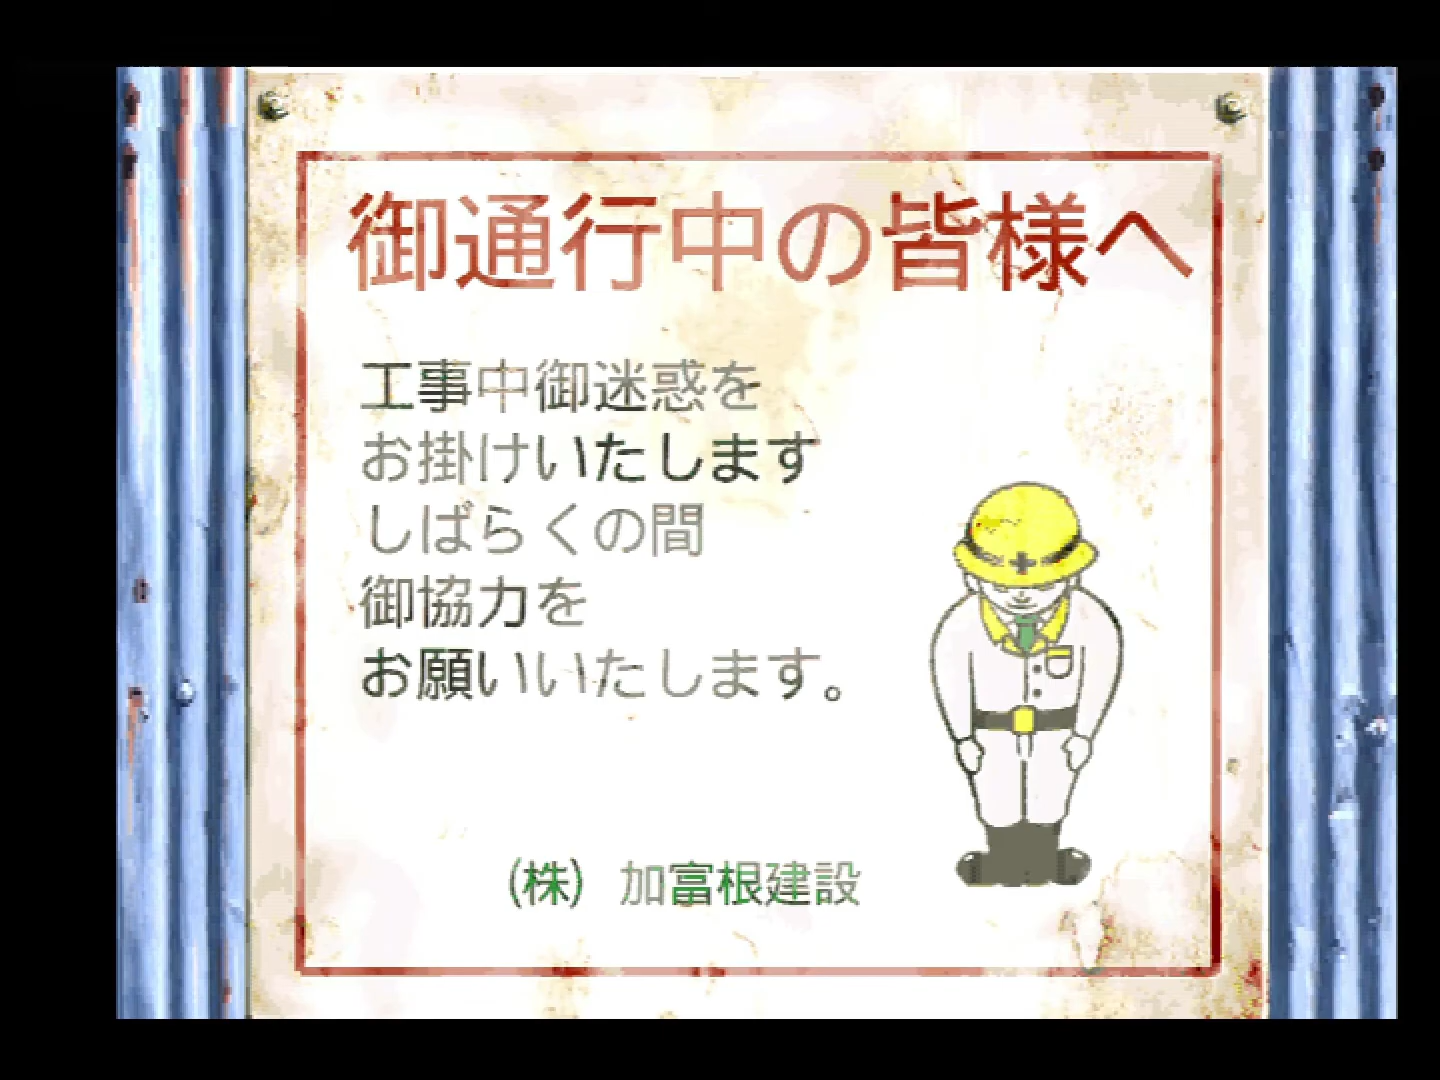 御通行中の皆様へ
工事中御迷惑を
お掛けいたします
しばらくの間
御協力を
お願いいたします。
(株) 加富根建設